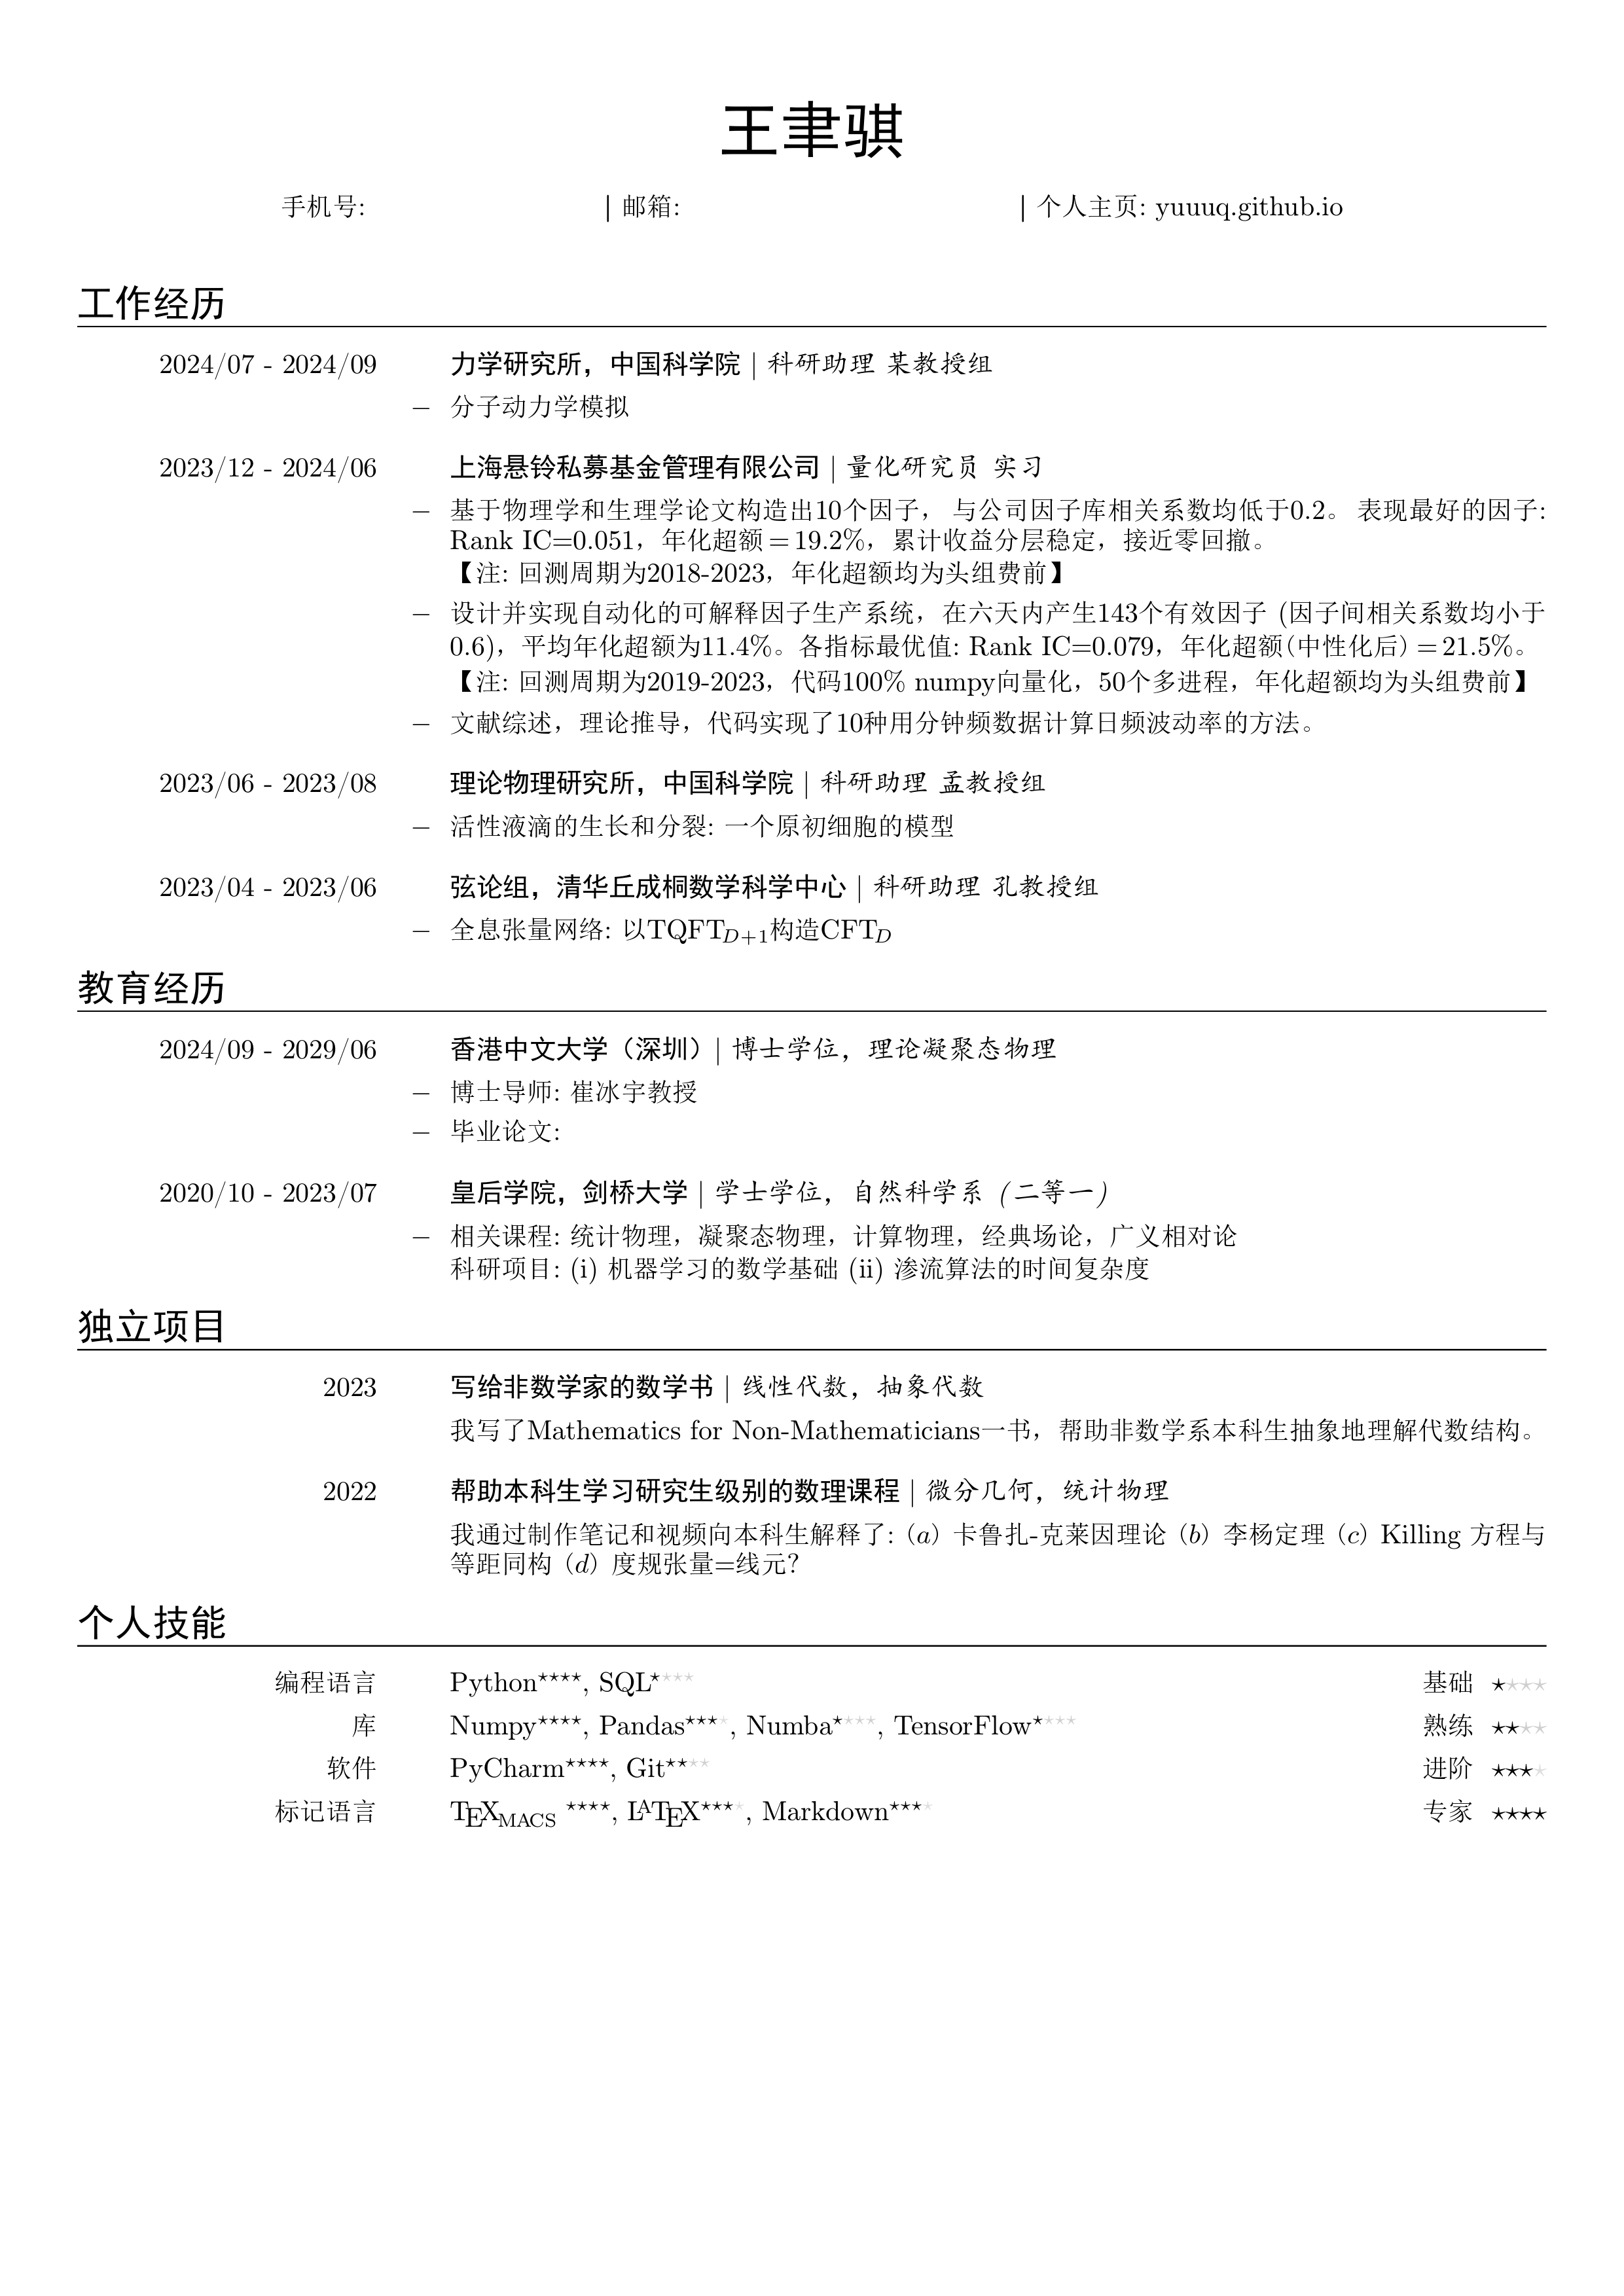 王聿骐
手机号: | 邮箱: | 个人主页: yuuuq.github.io
工作经历
2024/07 - 2024/09 力学研究所，中国科学院 | 科研助理 某教授组
– 分子动力学模拟
2023/12 - 2024/06 上海悬铃私募基金管理有限公司 | 量化研究员 实习
– 基于物理学和生理学论文构造出10个因子， 与公司因子库相关系数均低于0.2。 表现最好的因子:
Rank IC=0.051，年化超额 = 19.2%，累计收益分层稳定，接近零回撤。
【注: 回测周期为2018-2023，年化超额均为头组费前】
– 设计并实现自动化的可解释因子生产系统，在六天内产生143个有效因子 (因子间相关系数均小于
0.6)，平均年化超额为11.4%。各指标最优值: Rank IC=0.079，年化超额(中性化后) = 21.5%。
【注: 回测周期为2019-2023，代码100% numpy向量化，50个多进程，年化超额均为头组费前】
– 文献综述，理论推导，代码实现了10种用分钟频数据计算日频波动率的方法。
2023/06 - 2023/08 理论物理研究所，中国科学院 | 科研助理 孟教授组
– 活性液滴的生长和分裂: 一个原初细胞的模型
2023/04 - 2023/06 弦论组，清华丘成桐数学科学中心 | 科研助理 孔教授组
– 全息张量网络: 以TQFT_{D+1}构造CFT_D
教育经历
2024/09 - 2029/06 香港中文大学（深圳）| 博士学位，理论凝聚态物理
– 博士导师: 崔冰宇教授
– 毕业论文:
2020/10 - 2023/07 皇后学院，剑桥大学 | 学士学位，自然科学系 (二等一)
– 相关课程: 统计物理，凝聚态物理，计算物理，经典场论，广义相对论
科研项目: (i) 机器学习的数学基础 (ii) 渗流算法的时间复杂度
独立项目
2023 写给非数学家的数学书 | 线性代数，抽象代数
我写了Mathematics for Non-Mathematicians一书，帮助非数学系本科生抽象地理解代数结构。
2022 帮助本科生学习研究生级别的数理课程 | 微分几何，统计物理
我通过制作笔记和视频向本科生解释了: (a) 卡鲁扎-克莱因理论 (b) 李杨定理 (c) Killing 方程与
等距同构 (d) 度规张量=线元?
个人技能
编程语言 Python⋆⋆⋆⋆, SQL⋆⋆⋆⋆ 基础 ⋆⋆⋆⋆
库 Numpy⋆⋆⋆⋆, Pandas⋆⋆⋆⋆, Numba⋆⋆⋆⋆, TensorFlow⋆⋆⋆⋆ 熟练 ⋆⋆⋆⋆
软件 PyCharm⋆⋆⋆⋆, Git⋆⋆⋆⋆ 进阶 ⋆⋆⋆⋆
标记语言 TEXMACS ⋆⋆⋆⋆, LATEX⋆⋆⋆⋆, Markdown⋆⋆⋆⋆ 专家 ⋆⋆⋆⋆